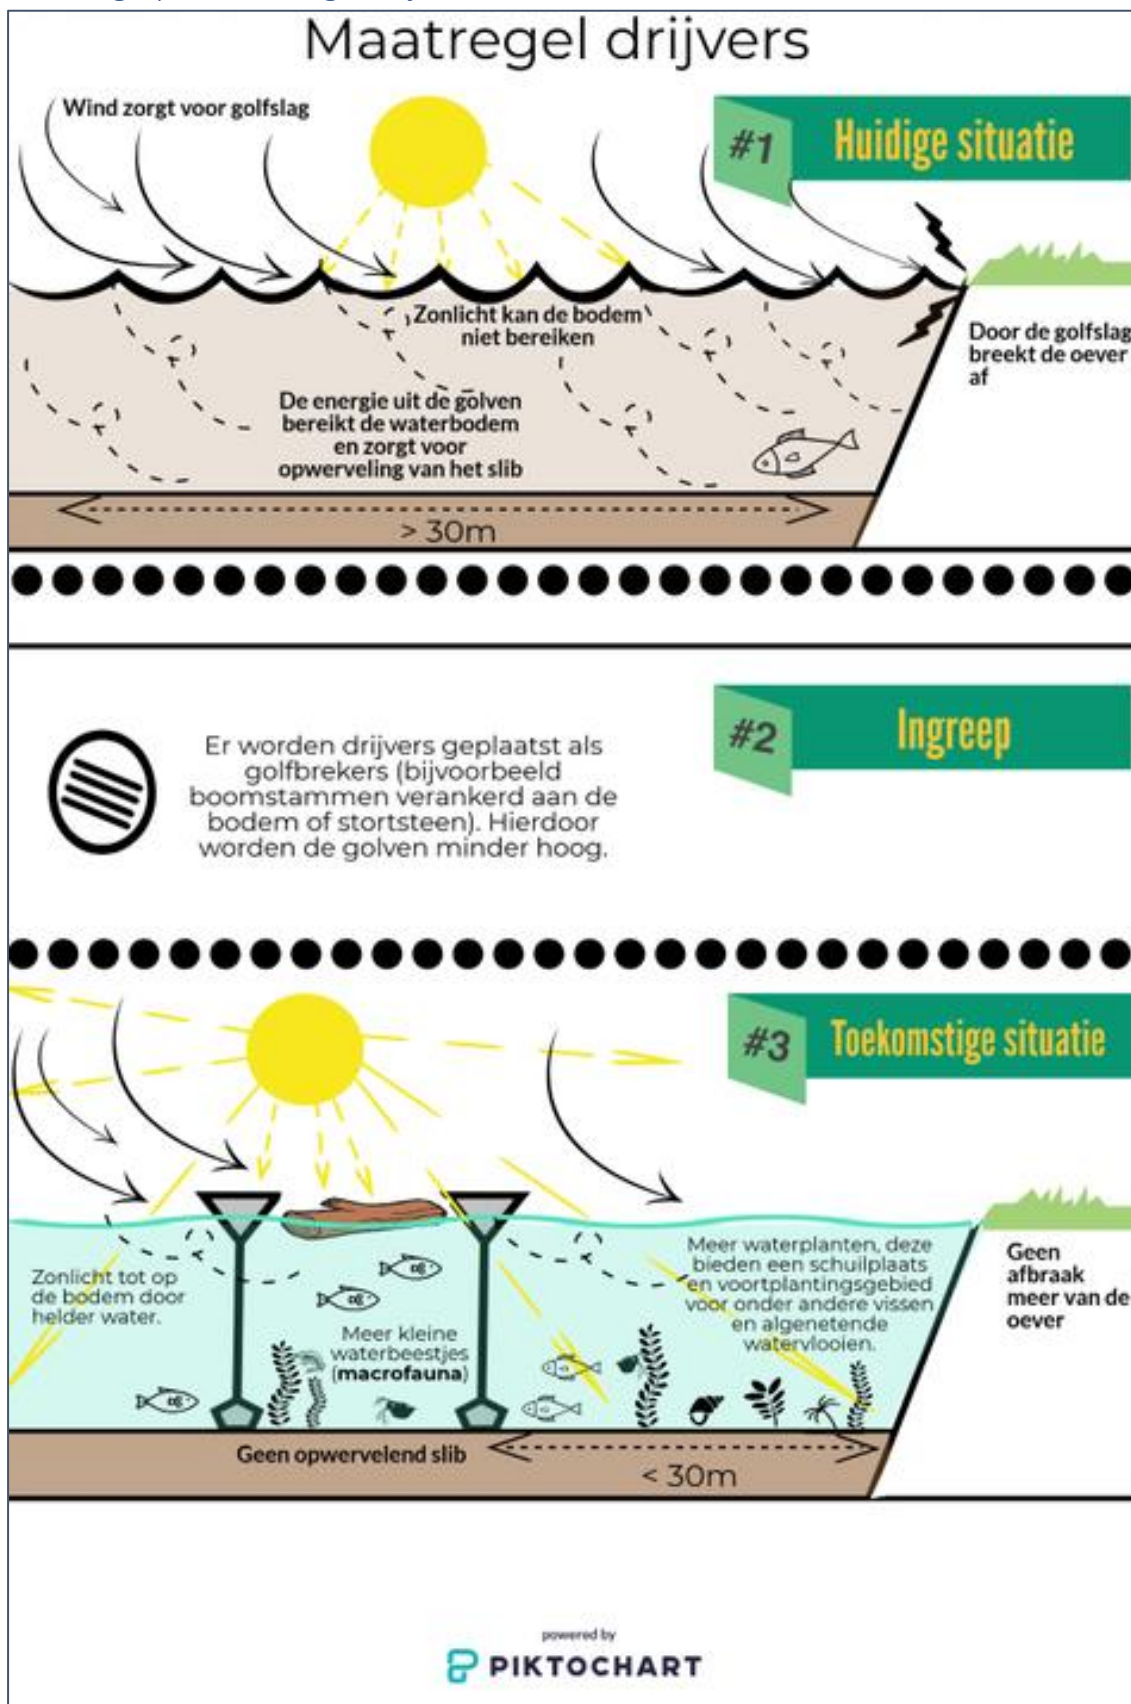 Maatregel drijvers
Wind zorgt voor golfslag
#1
Huidige situatie
Zonlicht kan de bodem
niet bereiken
Door de golfslag
breekt de oever
af
De energie uit de golven
bereikt de waterbodem
en zorgt voor
opwerveling van het slib
> 30m
#2
Ingreep
Er worden drijvers geplaatst als
golfbrekers (bijvoorbeeld
boomstammen verankerd aan de
bodem of stortsteen). Hierdoor
worden de golven minder hoog.
#3
Toekomstige situatie
Zonlicht tot op
de bodem door
helder water.
Meer kleine
waterbeestjes
(macrofauna)
Meer waterplanten, deze
bieden een schuilplaats
en voortplantingsgebied
voor onder andere vissen
en algenetende
watervlooien.
Geen
afbraak
meer van de
oever
Geen opwervelend slib
< 30m
powered by
PIKTOCHART